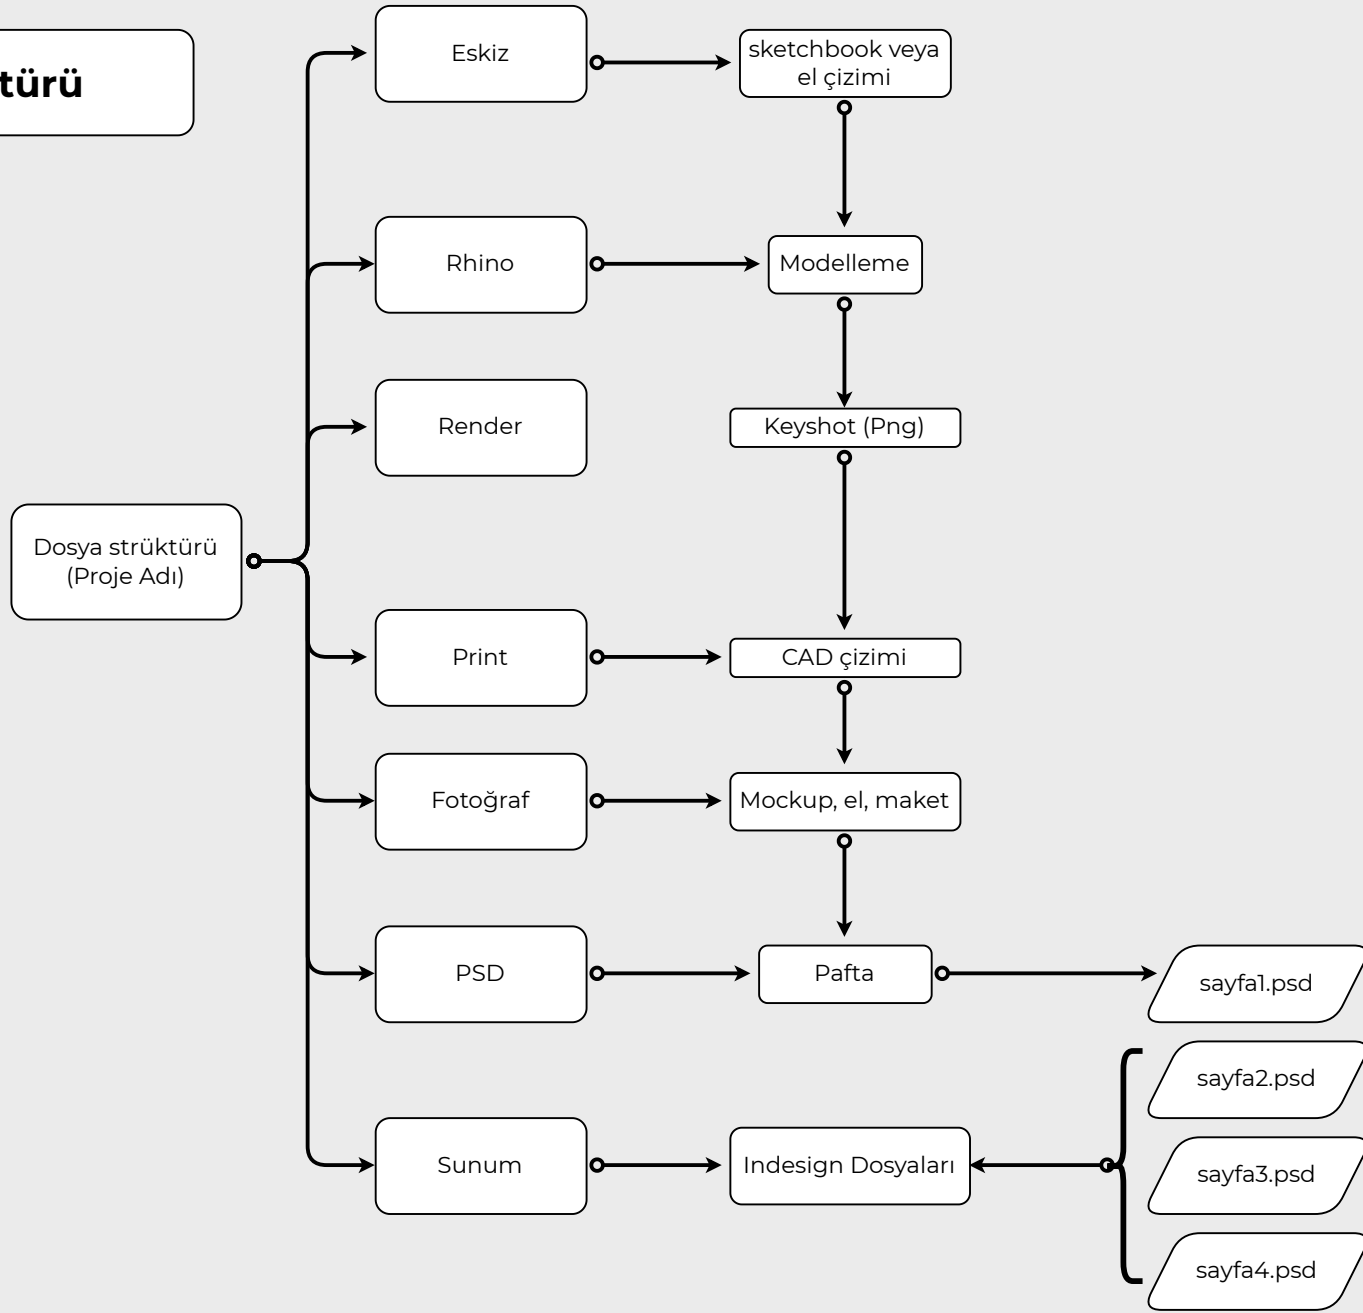 türü
Eskiz
sketchbook veya
el çizimi
Rhino
Modelleme
Render
Keyshot (Png)
Dosya strüktürü
(Proje Adı)
Print
CAD çizimi
Fotoğraf
Mockup, el, maket
PSD
Pafta
sayfa1.psd
sayfa2.psd
Sunum
Indesign Dosyaları
sayfa3.psd
sayfa4.psd